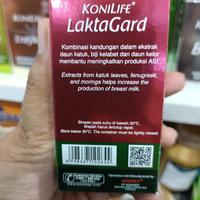 KONILIFE®
LaktaGard
Kombinasi kandungan dalam ekstrak
daun katuk, biji kelabet dan daun kelor
membantu meningkatkan produksi ASI.
Extracts from katuk leaves, fenugreek,
and moringa helps increase the
production of breast milk.
Simpan pada suhu di bawah 30°C.
Wadah harus tertutup rapat.
Store below 30°C. The container must be tightly closed.
Customer Service